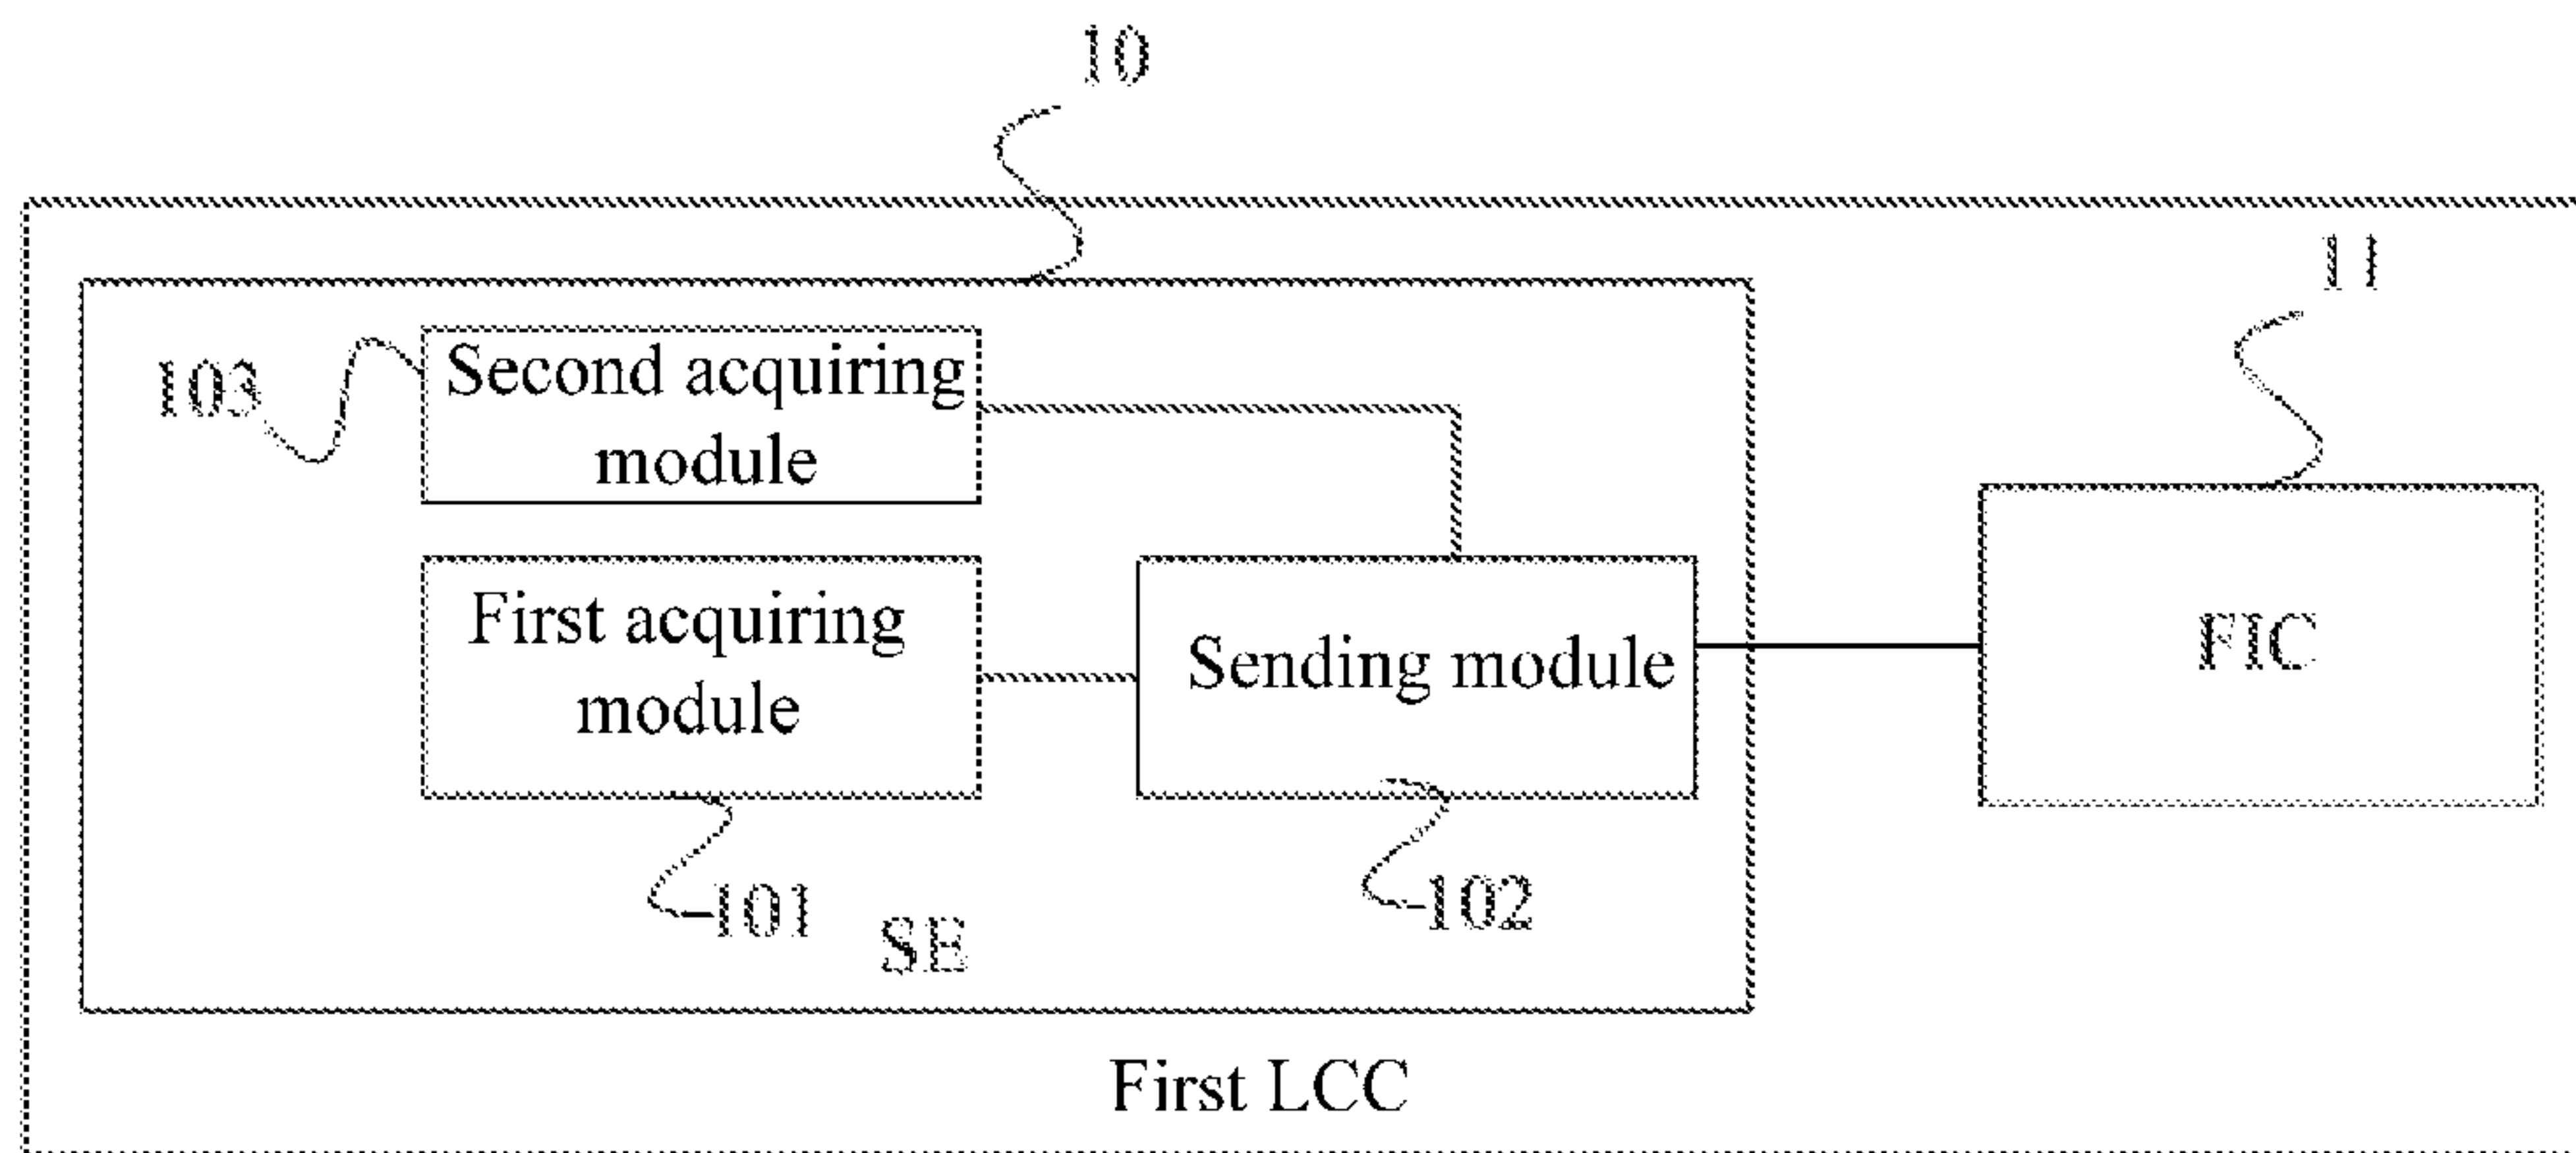 10
11
103
Second acquiring
module
First acquiring
module
Sending module
FIC
101
102
SE
First LCC